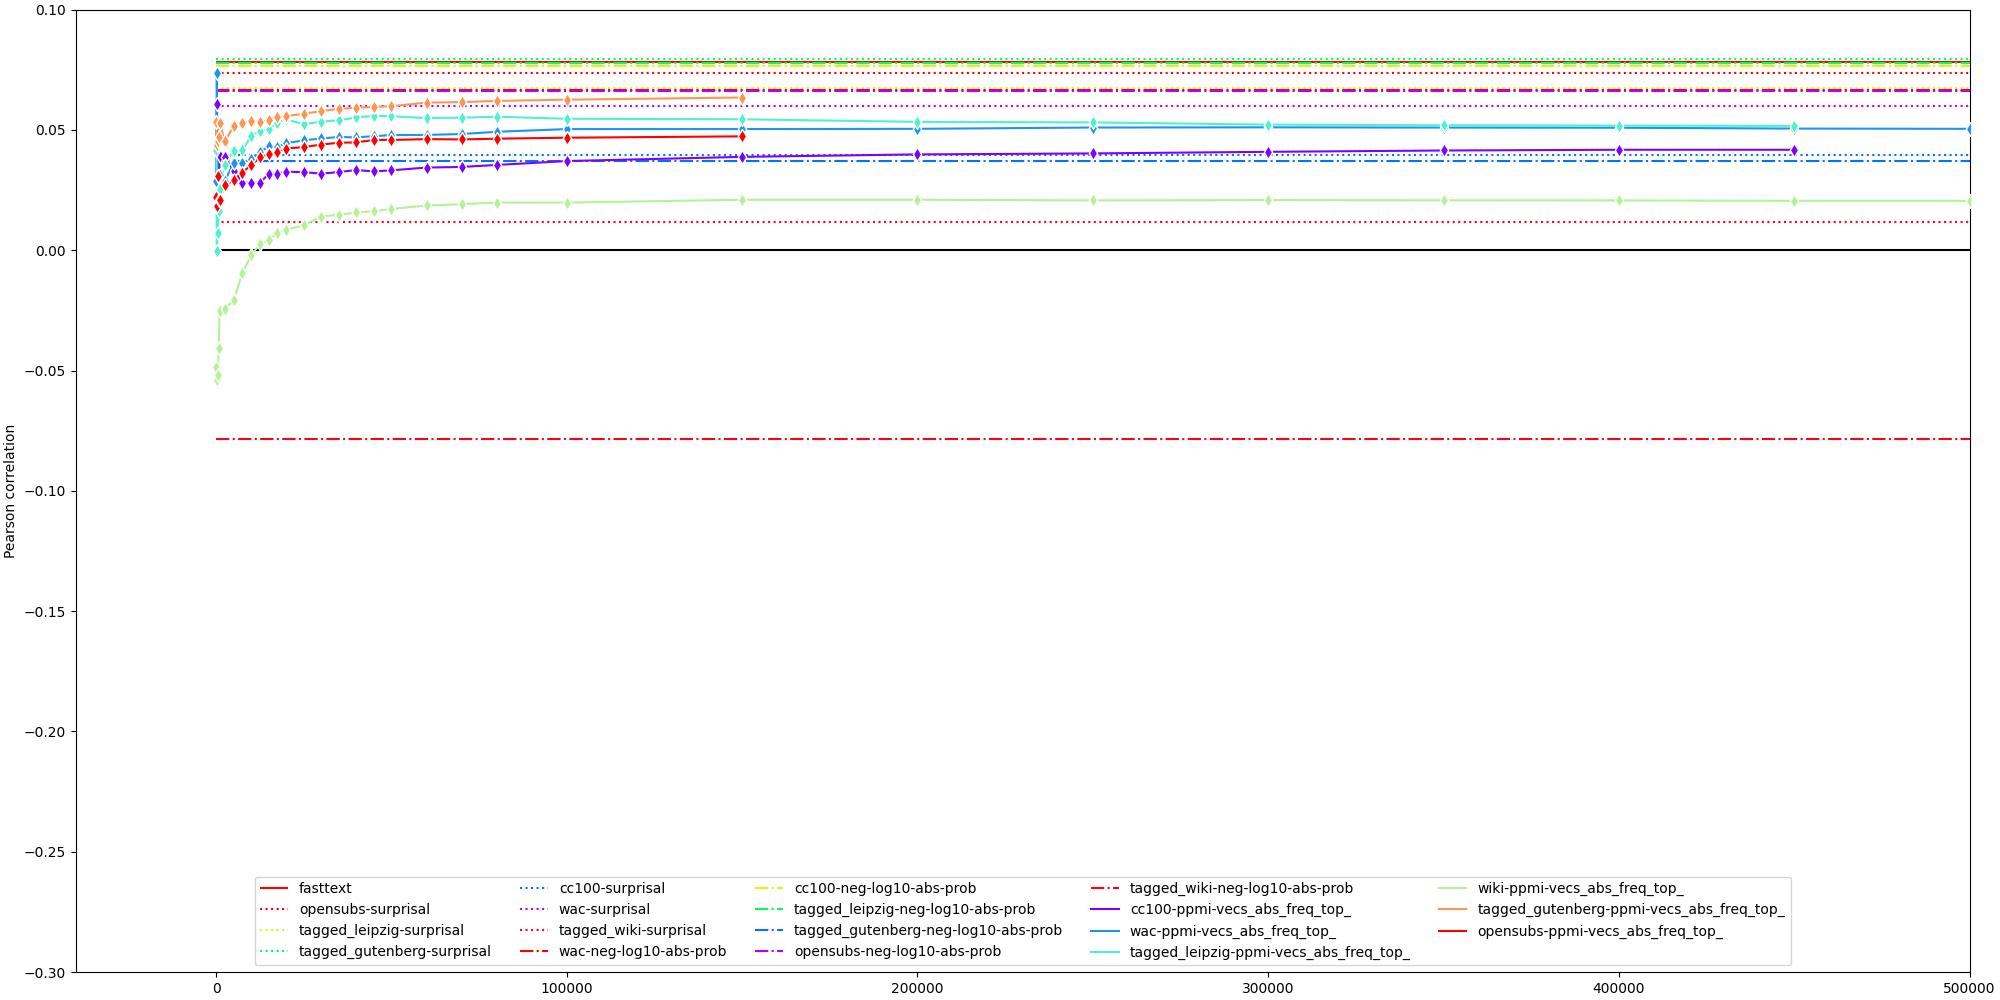 0.10
0.05
0.00
−0.05
−0.10
−0.15
−0.20
−0.25
−0.30
Pearson correlation
fasttext
opensubs-surprisal
tagged_leipzig-surprisal
tagged_gutenberg-surprisal
cc100-surprisal
wac-surprisal
tagged_wiki-surprisal
wac-neg-log10-abs-prob
cc100-neg-log10-abs-prob
tagged_leipzig-neg-log10-abs-prob
tagged_gutenberg-neg-log10-abs-prob
opensubs-neg-log10-abs-prob
tagged_wiki-neg-log10-abs-prob
cc100-ppmi-vecs_abs_freq_top_
wac-ppmi-vecs_abs_freq_top_
tagged_leipzig-ppmi-vecs_abs_freq_top_
wiki-ppmi-vecs_abs_freq_top_
tagged_gutenberg-ppmi-vecs_abs_freq_top_
opensubs-ppmi-vecs_abs_freq_top_
0 100000 200000 300000 400000 500000